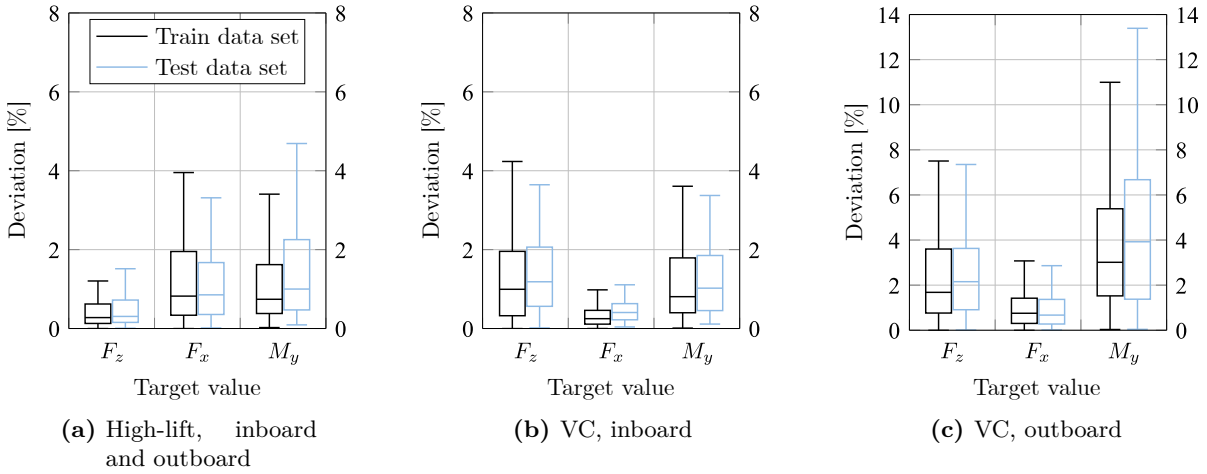 8
6
4
2
0
Deviation [%]
Train data set
Test data set
8
6
4
2
0
F_z F_x M_y
Target value
(a) High-lift, inboard
and outboard
8
6
4
2
0
Deviation [%]
8
6
4
2
0
F_z F_x M_y
Target value
(b) VC, inboard
14
12
10
8
6
4
2
0
Deviation [%]
14
12
10
8
6
4
2
0
F_z F_x M_y
Target value
(c) VC, outboard